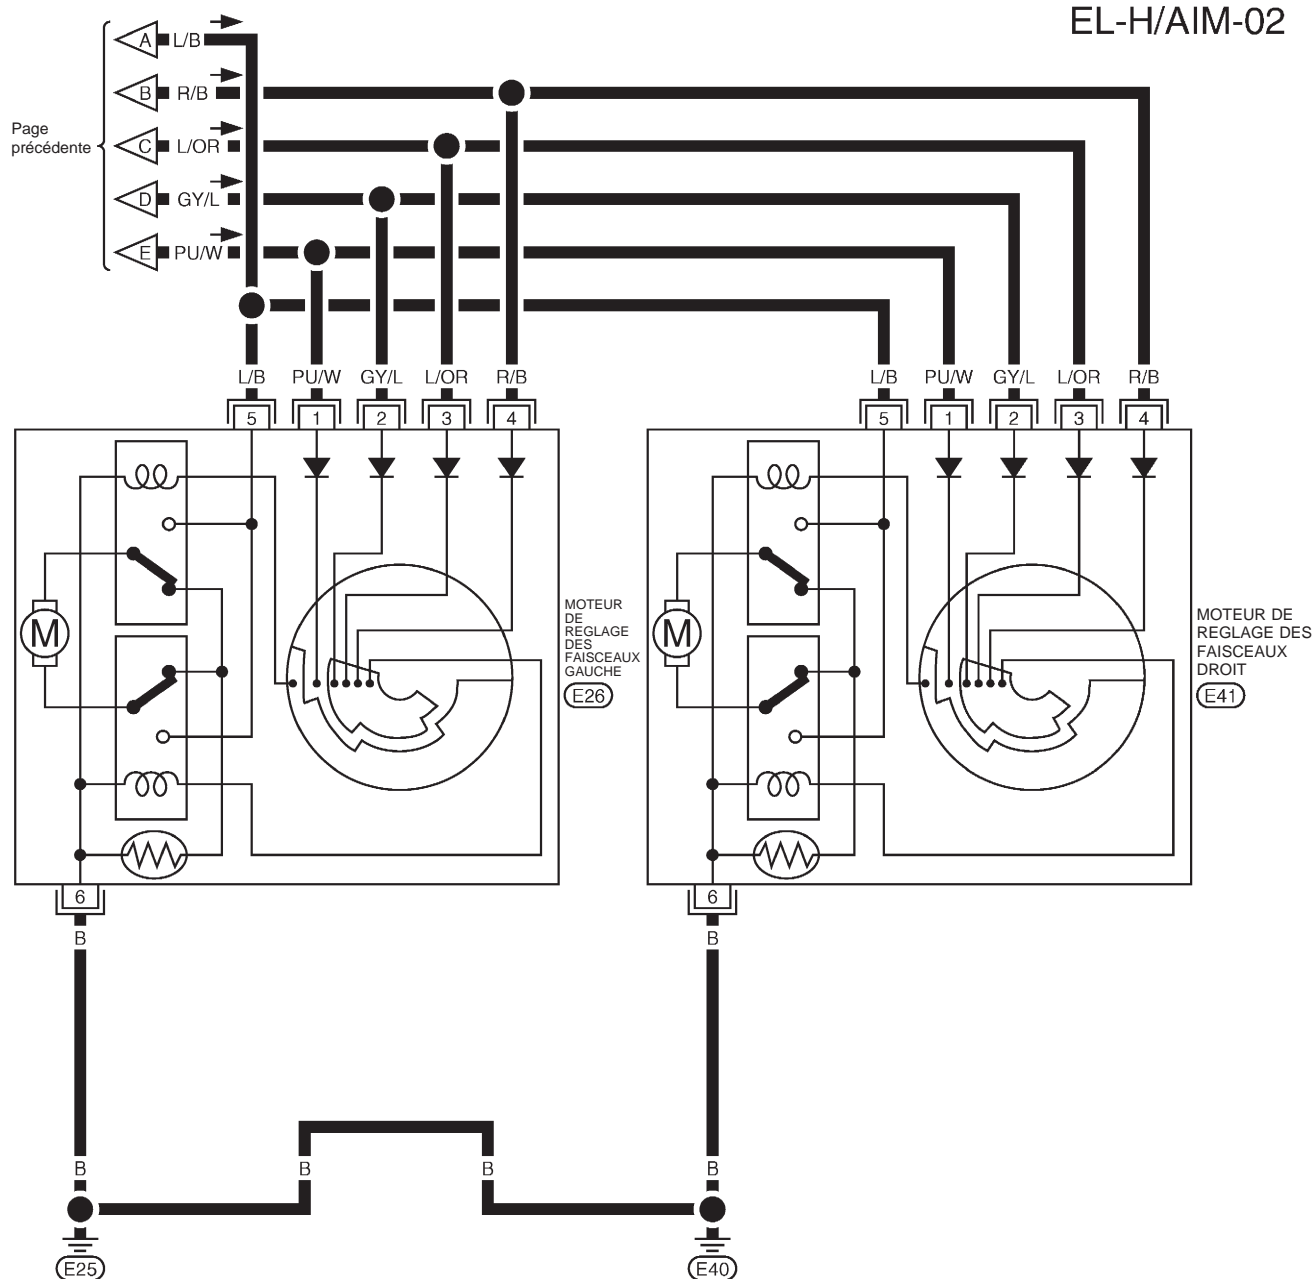 EL-H/AIM-02
Page
précédente
A L/B
B R/B
C L/OR
D GY/L
E PU/W
L/B PU/W GY/L L/OR R/B
L/B PU/W GY/L L/OR R/B
5 1 2 3 4
5 1 2 3 4
M
MOTEUR
DE
REGLAGE
DES
FAISCEAUX
GAUCHE
E26
M
MOTEUR DE
REGLAGE DES
FAISCEAUX
DROIT
E41
6
6
B
B
B
B
B
B
E25
E40